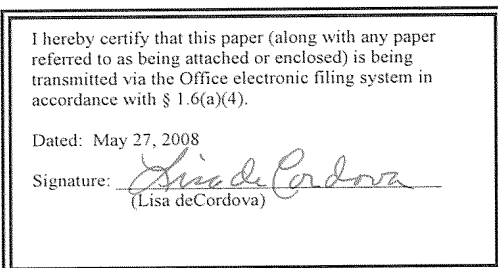 I hereby certify that this paper (along with any paper
referred to as being attached or enclosed) is being
transmitted via the Office electronic filing system in
accordance with § 1.6(a)(4).
Dated: May 27, 2008
Signature: Lisa de Cordova
(Lisa deCordova)